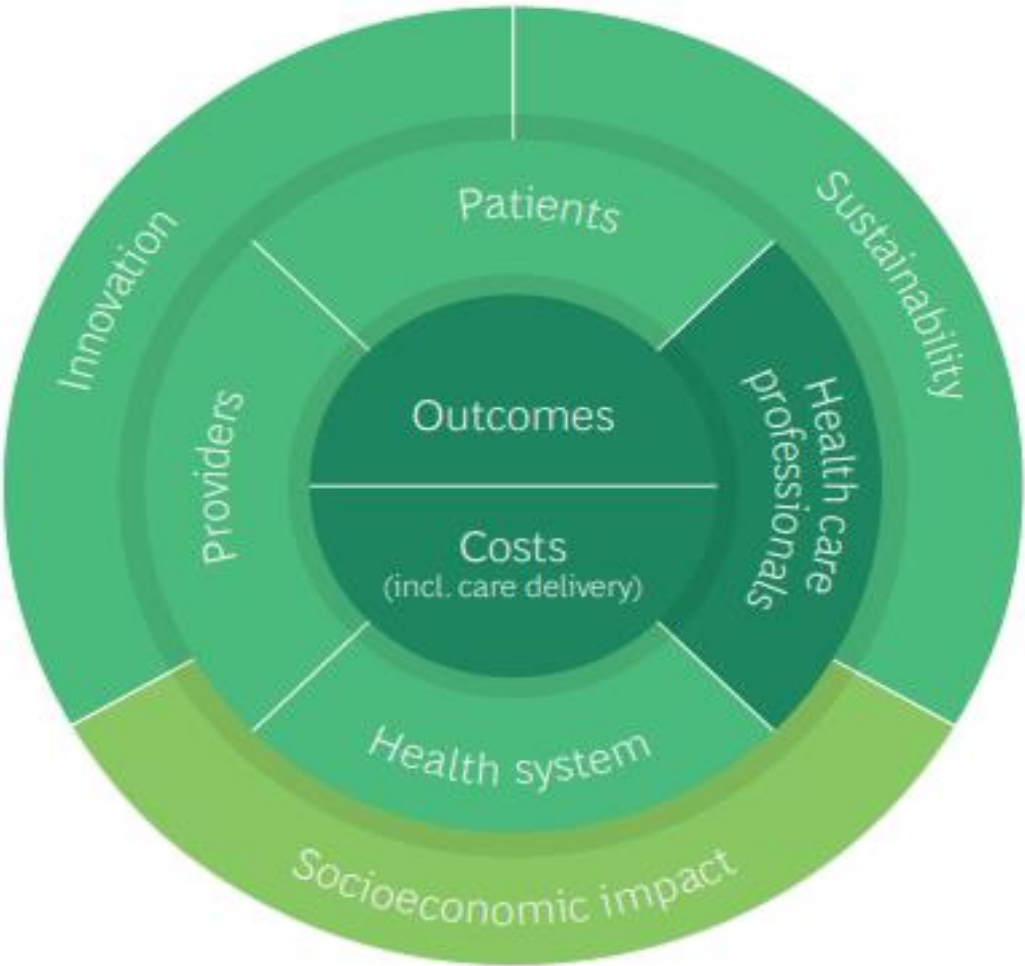 Innovation
Sustainability
Patients
Providers
Health care
professionals
Health system
Outcomes
Costs
(incl. care delivery)
Socioeconomic impact